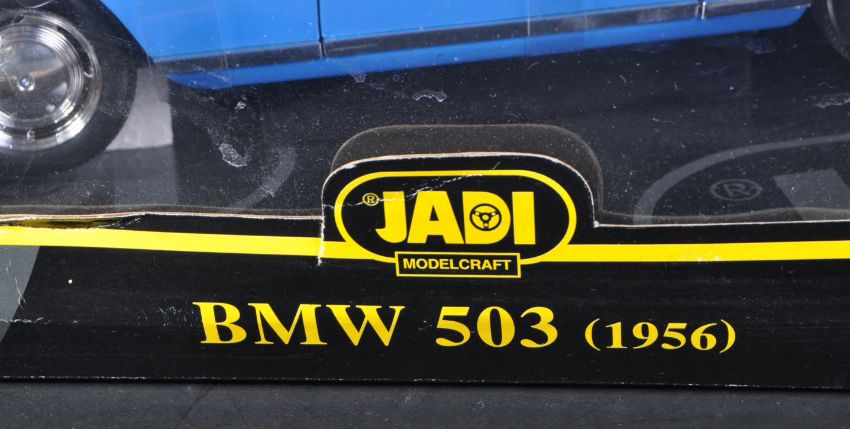 ® JADI
MODELCRAFT
BMW 503 (1956)
®